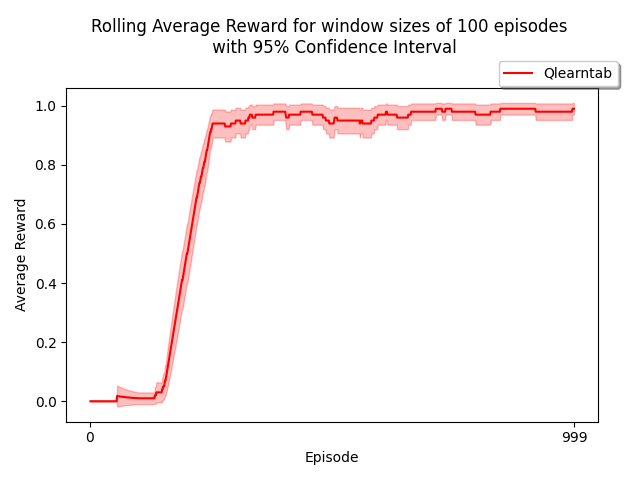 Rolling Average Reward for window sizes of 100 episodes
with 95% Confidence Interval
Qlearntab
1.0
0.8
0.6
0.4
0.2
0.0
Average Reward
0
999
Episode